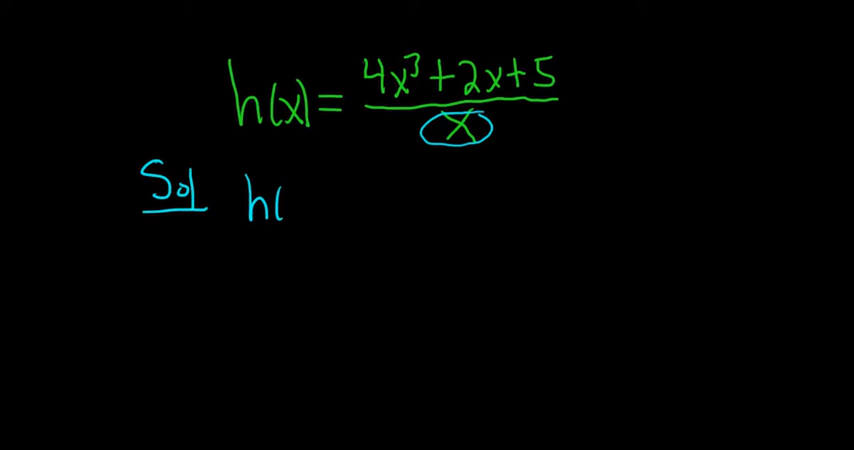 h(x) = (4x³ + 2x + 5) / x
Sol h(